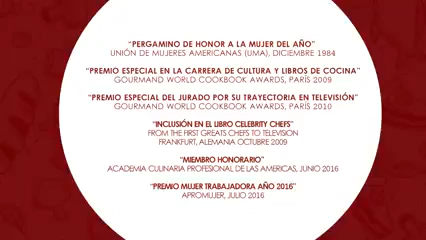 “PERGAMINO DE HONOR A LA MUJER DEL AÑO”
UNIÓN DE MUJERES AMERICANAS (UMA), DICIEMBRE 1984
“PREMIO ESPECIAL EN LA CARRERA DE CULTURA Y LIBROS DE COCINA”
GOURMAND WORLD COOKBOOK AWARDS, PARÍS 2009
“PREMIO ESPECIAL DEL JURADO POR SU TRAYECTORIA EN TELEVISIÓN”
GOURMAND WORLD COOKBOOK AWARDS, PARÍS 2010
“INCLUSIÓN EN EL LIBRO CELEBRITY CHEFS”
FROM THE FIRST GREATS CHEFS TO TELEVISION
FRANKFURT, ALEMANIA OCTUBRE 2009
“MIEMBRO HONORARIO”
ACADEMIA CULINARIA PROFESIONAL DE LAS AMERICAS, JUNIO 2016
“PREMIO MUJER TRABAJADORA AÑO 2016”
APROMUJER, JULIO 2016